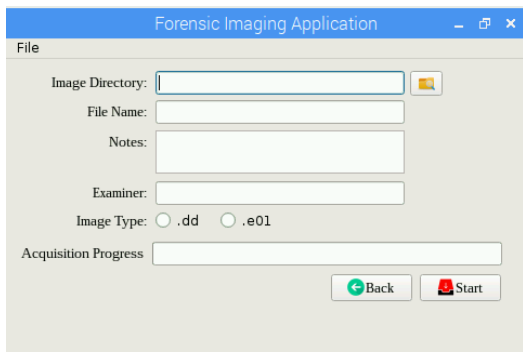 Forensic Imaging Application
File
Image Directory:
File Name:
Notes:
Examiner:
Image Type: .dd .e01
Acquisition Progress
Back Start